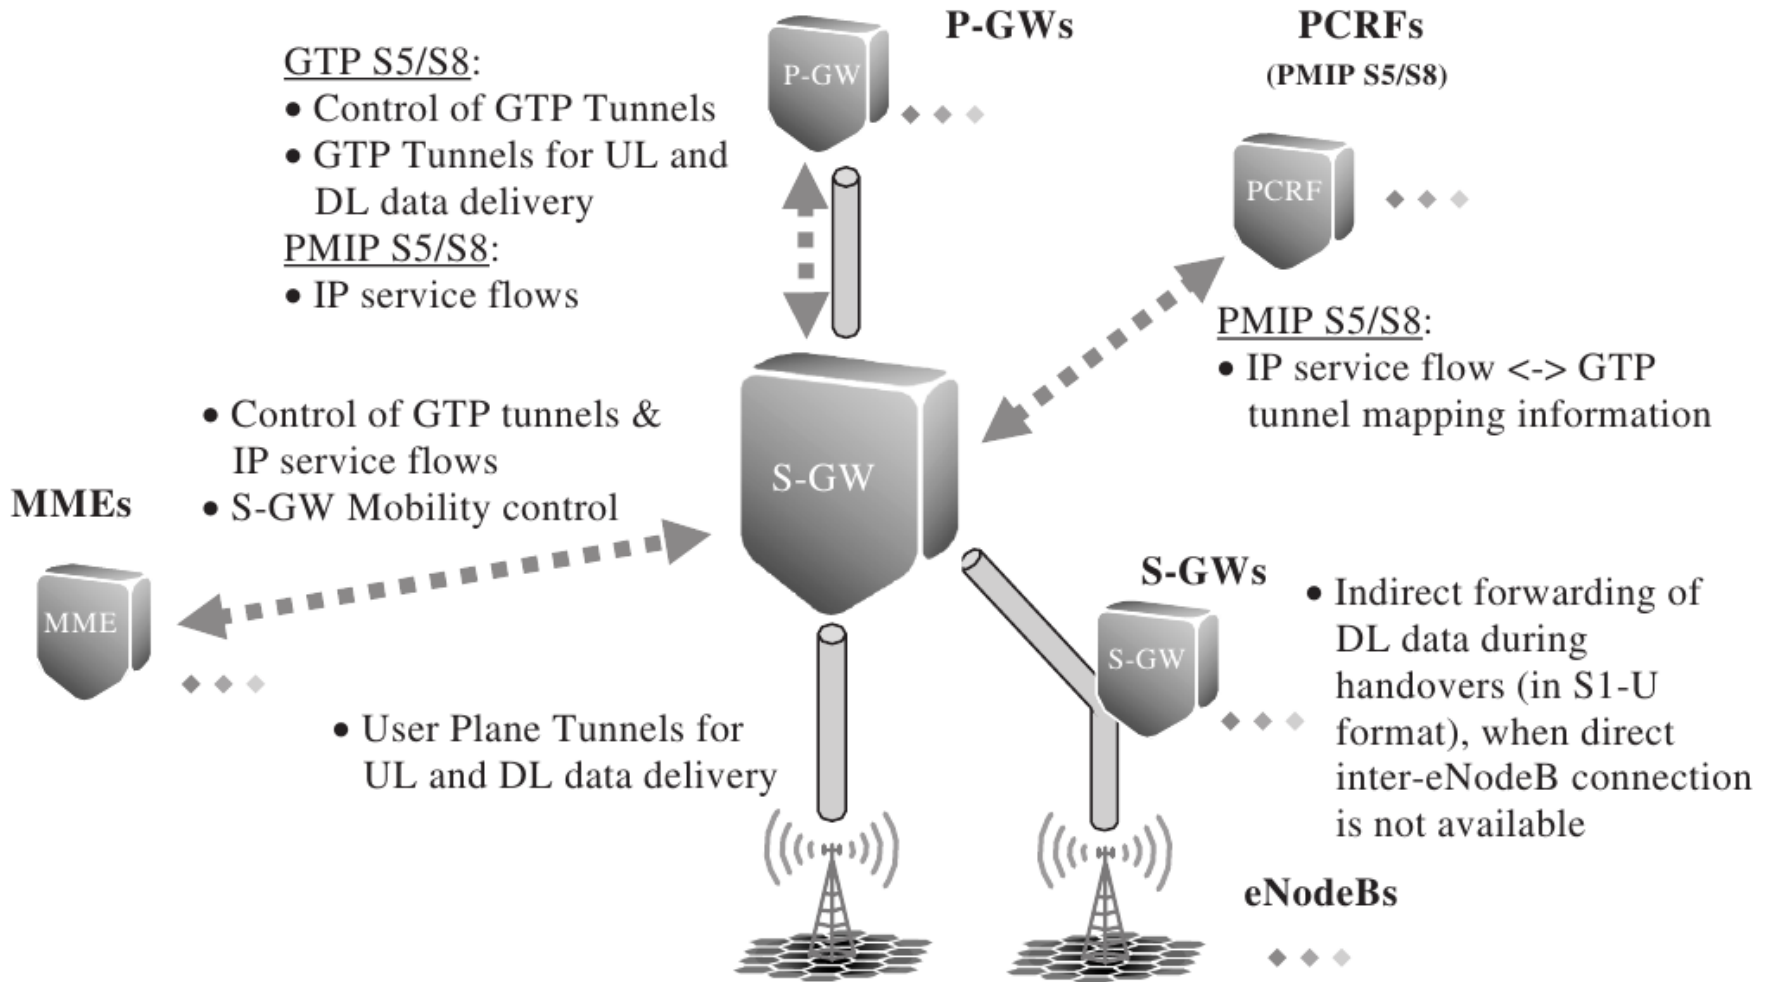 P-GWs
PCRFs
(PMIP S5/S8)
GTP S5/S8:
• Control of GTP Tunnels
• GTP Tunnels for UL and
DL data delivery
PMIP S5/S8:
• IP service flows
P-GW
PCRF
PMIP S5/S8:
• IP service flow <-> GTP
tunnel mapping information
• Control of GTP tunnels &
IP service flows
• S-GW Mobility control
MMEs
MME
S-GW
S-GWs
S-GW
• Indirect forwarding of
DL data during
handovers (in S1-U
format), when direct
inter-eNodeB connection
is not available
• User Plane Tunnels for
UL and DL data delivery
eNodeBs